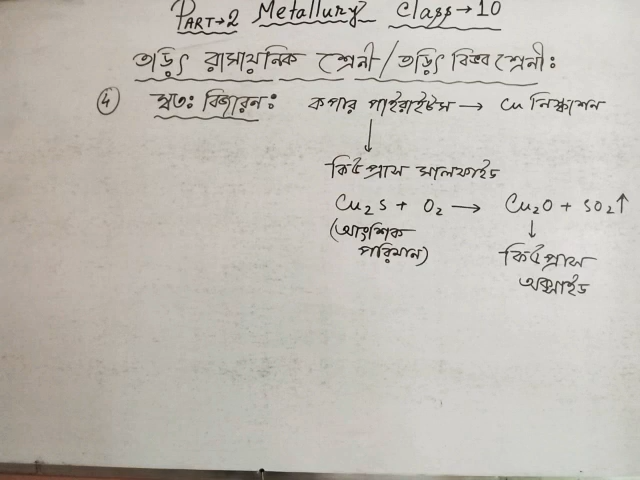 PART→2 Metallurgy Class→10
তড়িৎ রাসায়নিক শ্রেনী / তড়িৎ বিভব শ্রেনী:
④ স্বত: বিজারন: কপার পাইরাইটস → Cu নিষ্কাশন
↓
কিউপ্রাস সালফাইড
Cu₂S + O₂ → Cu₂O + SO₂↑
(আংশিক পরিমান)
↓
কিউপ্রাস
অক্সাইড